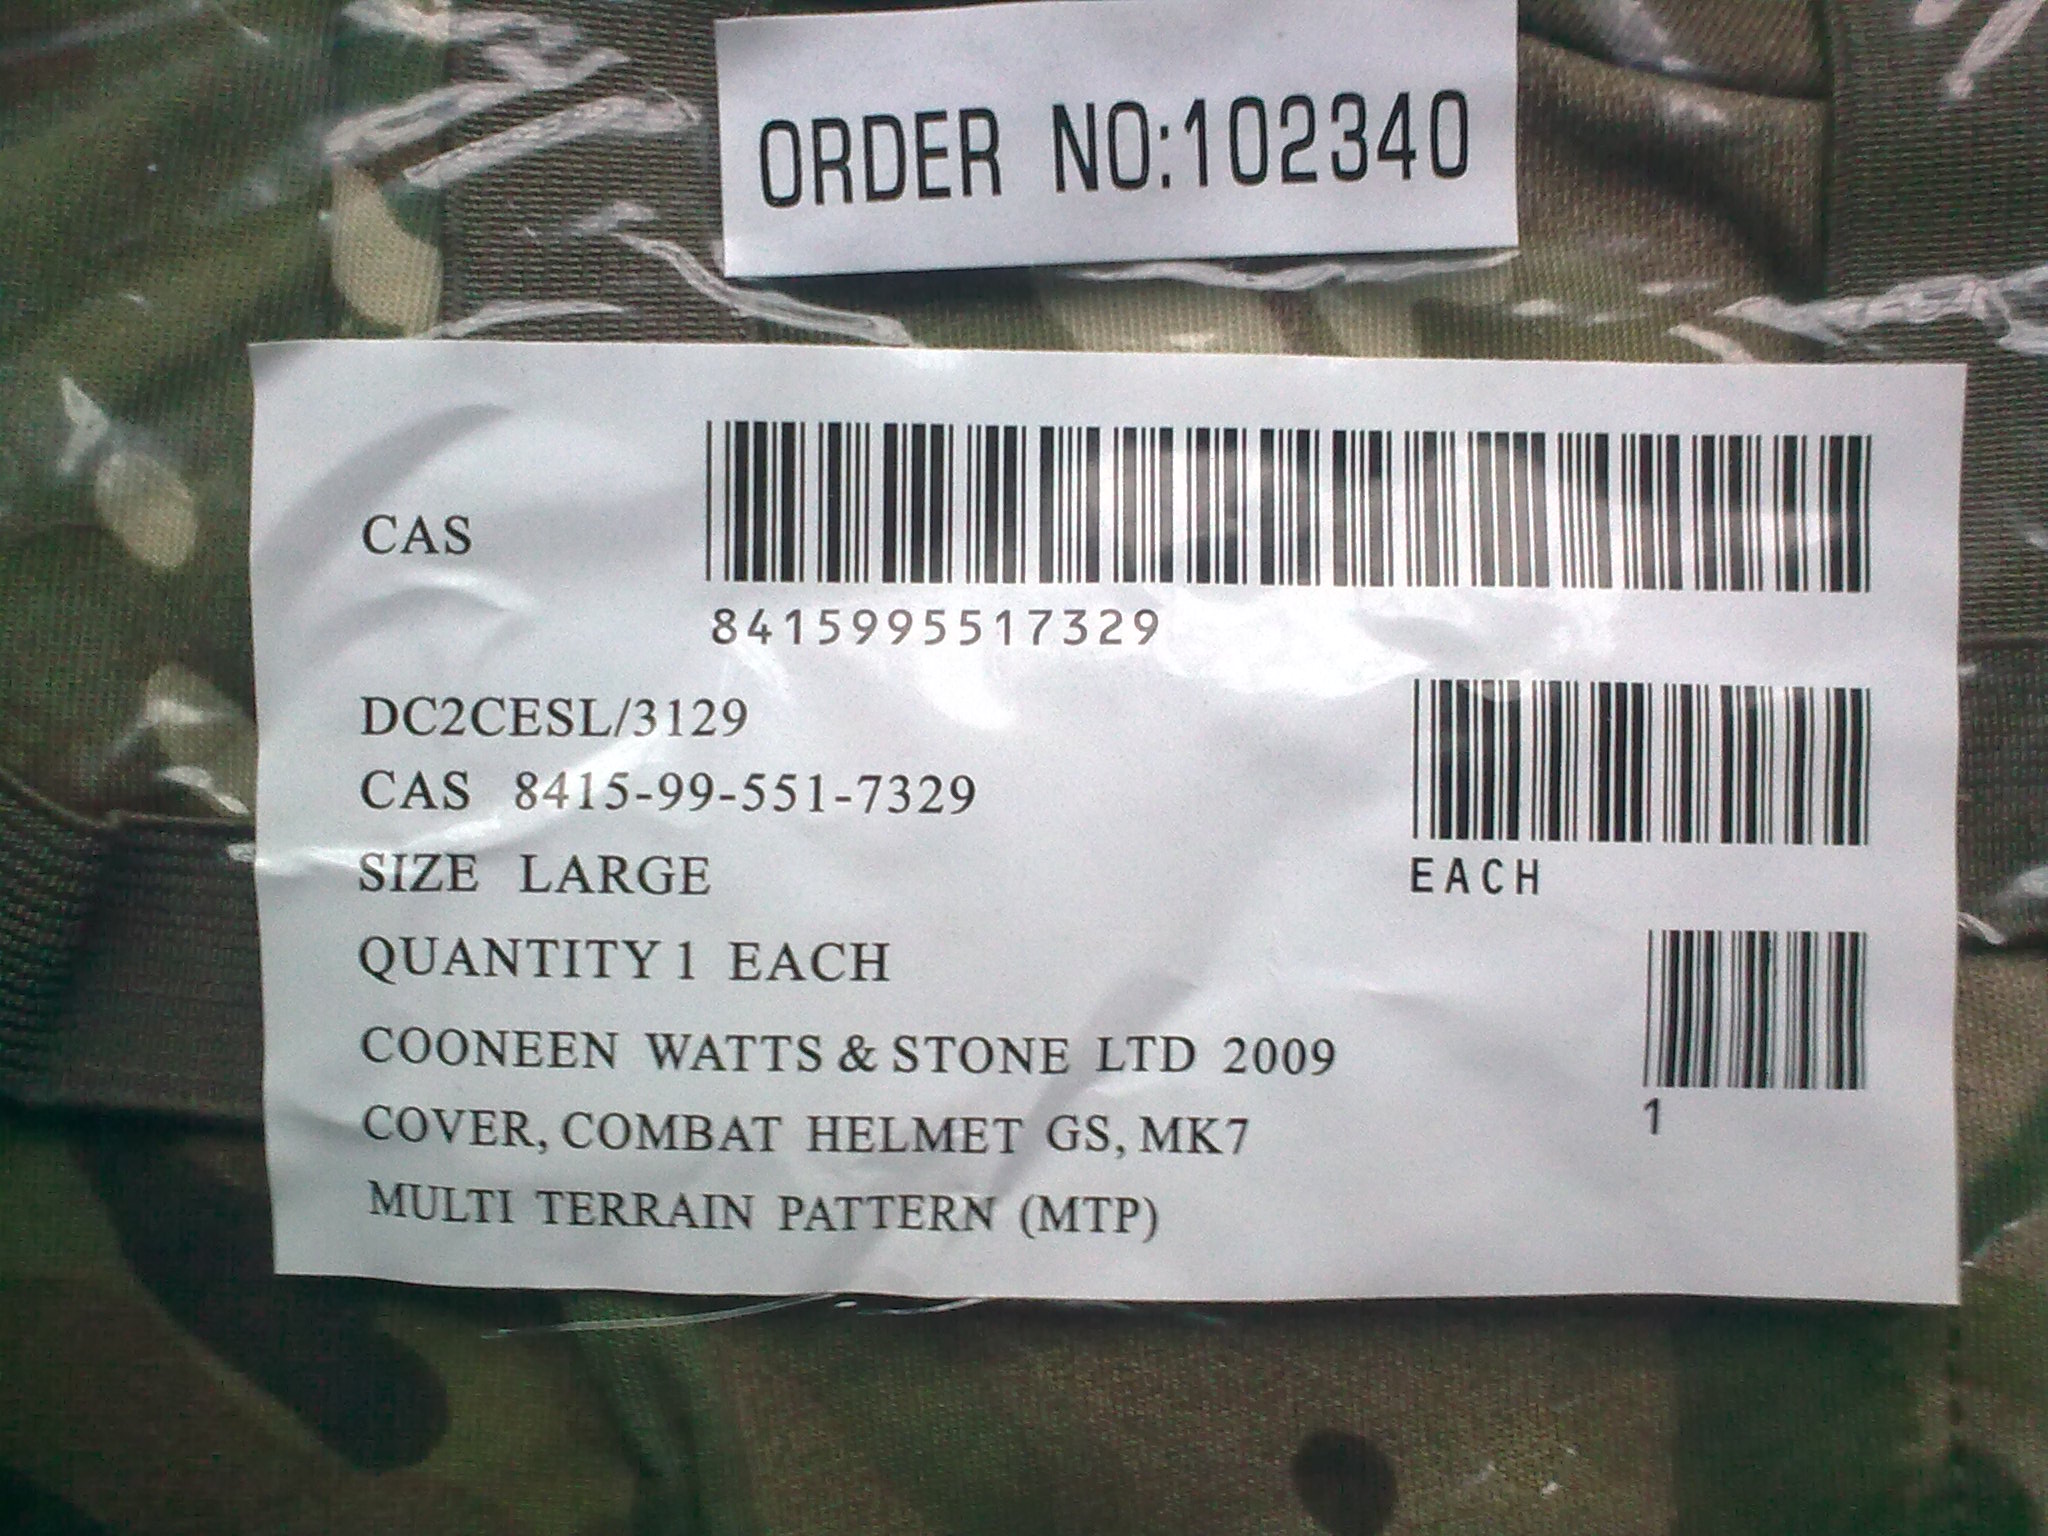 ORDER NO:102340
CAS
8415995517329
DC2CESL/3129
CAS 8415-99-551-7329
SIZE LARGE
EACH
QUANTITY 1 EACH
COONEEN WATTS & STONE LTD 2009
1
COVER, COMBAT HELMET GS, MK7
MULTI TERRAIN PATTERN (MTP)